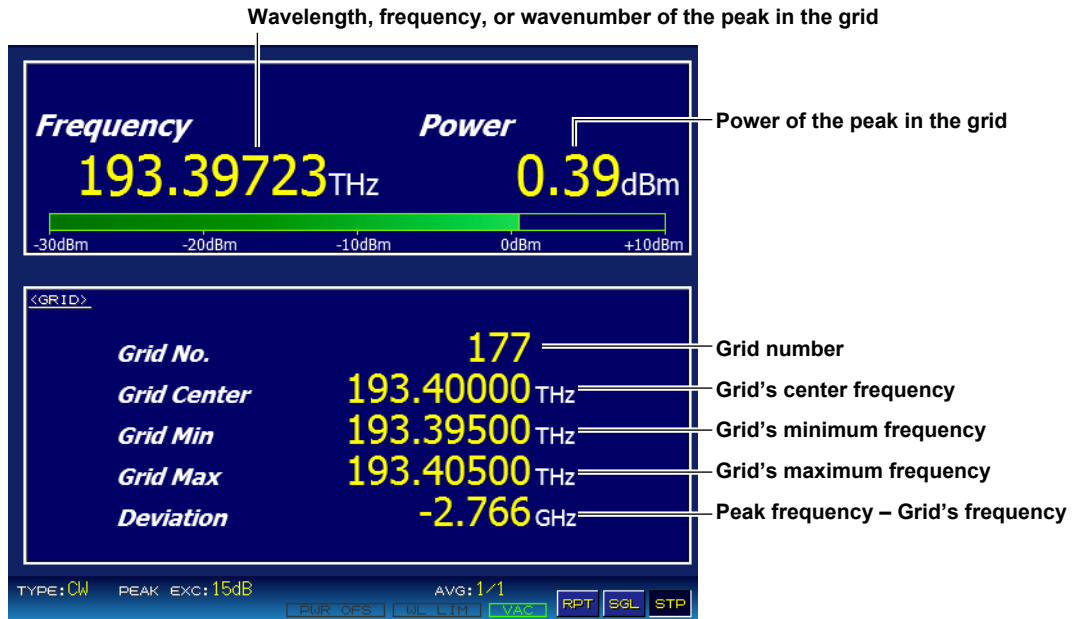 Wavelength, frequency, or wavenumber of the peak in the grid
Frequency Power
Power of the peak in the grid
193.39723THz 0.39dBm
-30dBm -20dBm -10dBm 0dBm +10dBm
<GRID>
Grid No. 177 Grid number
Grid Center 193.40000 THz Grid's center frequency
Grid Min 193.39500 THz Grid's minimum frequency
Grid Max 193.40500 THz Grid's maximum frequency
Deviation -2.766 GHz Peak frequency – Grid's frequency
TYPE:CW PEAK EXC:15dB AVG:1/1
PWR OFS WL LIM VAC RPT SGL STP